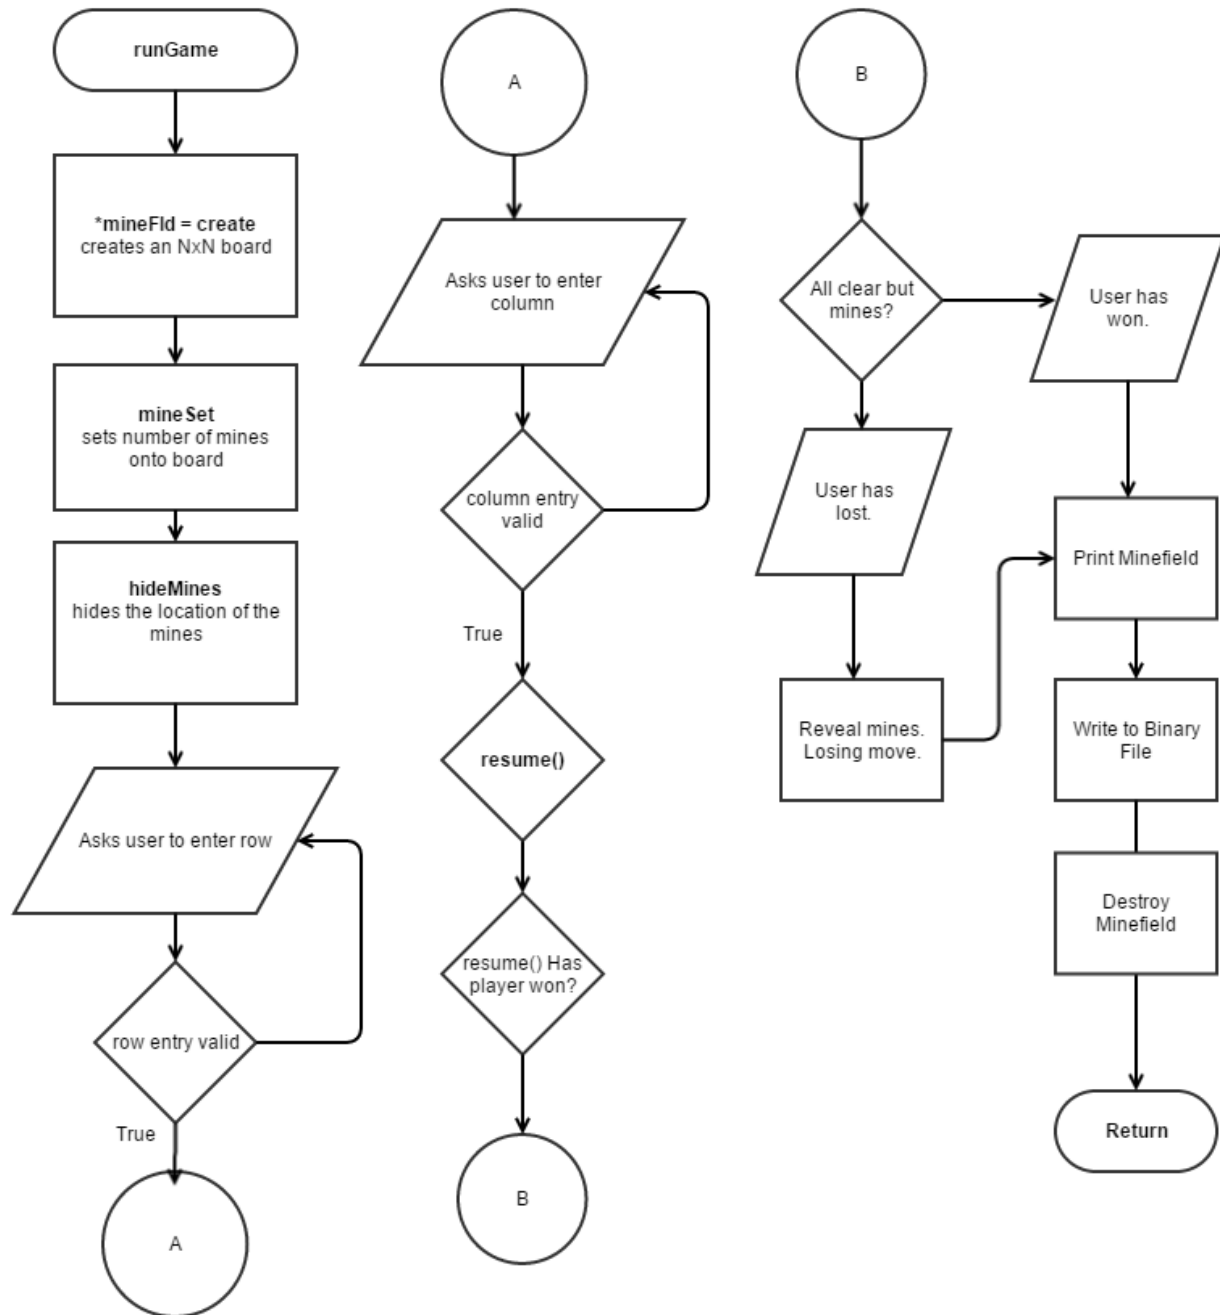 runGame
*mineFld = create
creates an NxN board
mineSet
sets number of mines
onto board
hideMines
hides the location of the
mines
Asks user to enter row
row entry valid
True
A
A
Asks user to enter
column
column entry
valid
True
resume()
resume() Has
player won?
B
B
All clear but
mines?
User has
won.
User has
lost.
Print Minefield
Reveal mines.
Losing move.
Write to Binary
File
Destroy
Minefield
Return